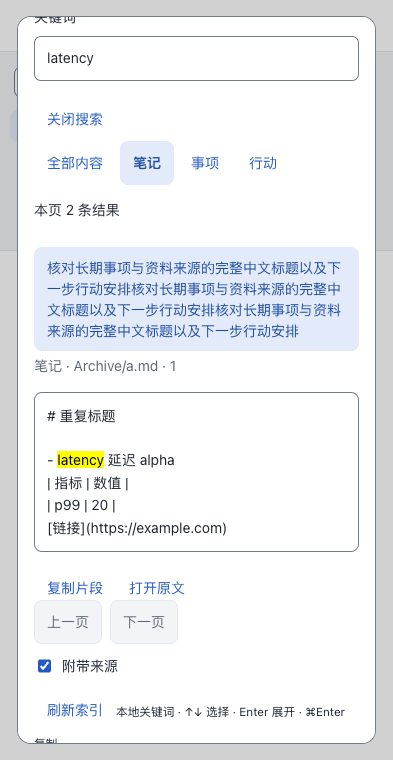 关键词
latency
关闭搜索
全部内容 笔记 事项 行动
本页 2 条结果
核对长期事项与资料来源的完整中文标题以及下
一步行动安排核对长期事项与资料来源的完整中
文标题以及下一步行动安排核对长期事项与资料
来源的完整中文标题以及下一步行动安排
笔记 · Archive/a.md · 1
# 重复标题
- latency 延迟 alpha
| 指标 | 数值 |
| p99 | 20 |
[链接](https://example.com)
复制片段 打开原文
上一页 下一页
附带来源
刷新索引 本地关键词 · ↑↓ 选择 · Enter 展开 · ⌘Enter
复制